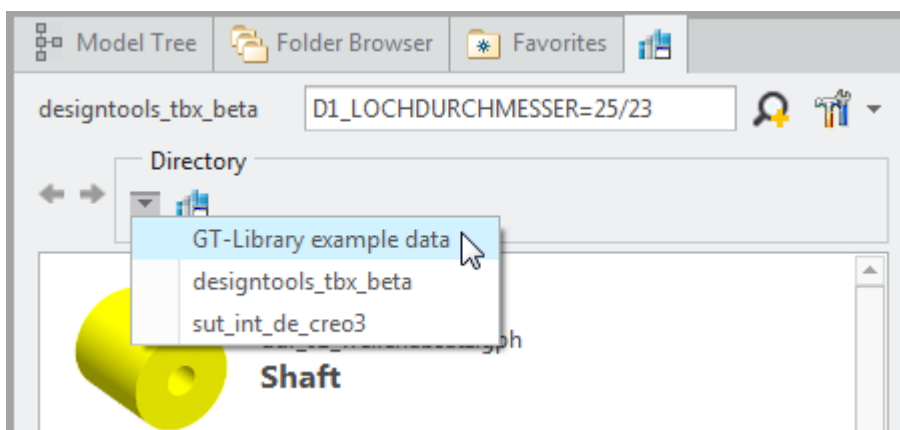 Model Tree Folder Browser Favorites
designtools_tbx_beta D1_LOCHDURCHMESSER=25/23
Directory
GT-Library example data
designtools_tbx_beta
sut_int_de_creo3
Shaft